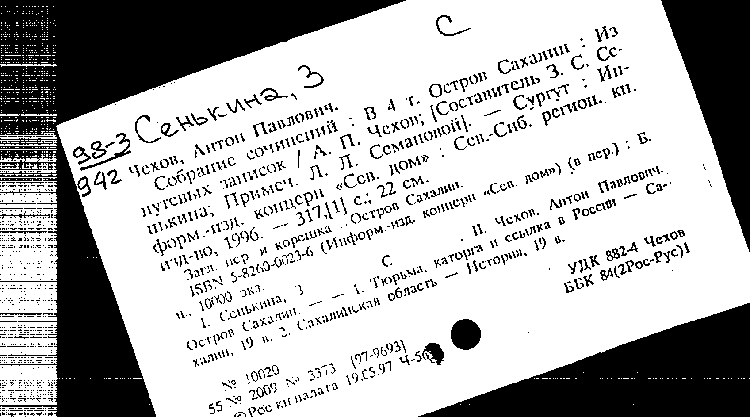 С
Сенькина, З
98-3
942
Чехов, Антон Павлович.
Собрание сочинений : В 4 т. Остров Сахалин : Из
путевых записок / А. П. Чехов; [Составитель З. С. Се-
нькина; Примеч. Л. Л. Семановой]. — Сургут : Ин-
форм.-изд. концерн «Сев. дом» : Сев.-Сиб. регион. кн.
изд-во, 1996. — 317,[1] с.; 22 см.
Загл. пер. и корешка : Остров Сахалин.
ISBN 5-8260-0023-6 (Информ.-изд. концерн «Сев. дом») (в пер.) : Б.
ц., 10000 экз.
С
1. Сенькина, З
. II. Чехов, Антон Павлович.
Остров Сахалин. — — 1. Тюрьма, каторга и ссылка в России — Са-
халин, 19 в. 2. Сахалинская область — История, 19 в.
УДК 882-4 Чехов
ББК 84(2Рос-Рус)1
№ 10020
55 № 2009 № 3373 [97-9693]
© Рос кн палата 19.05.97 Ч-56